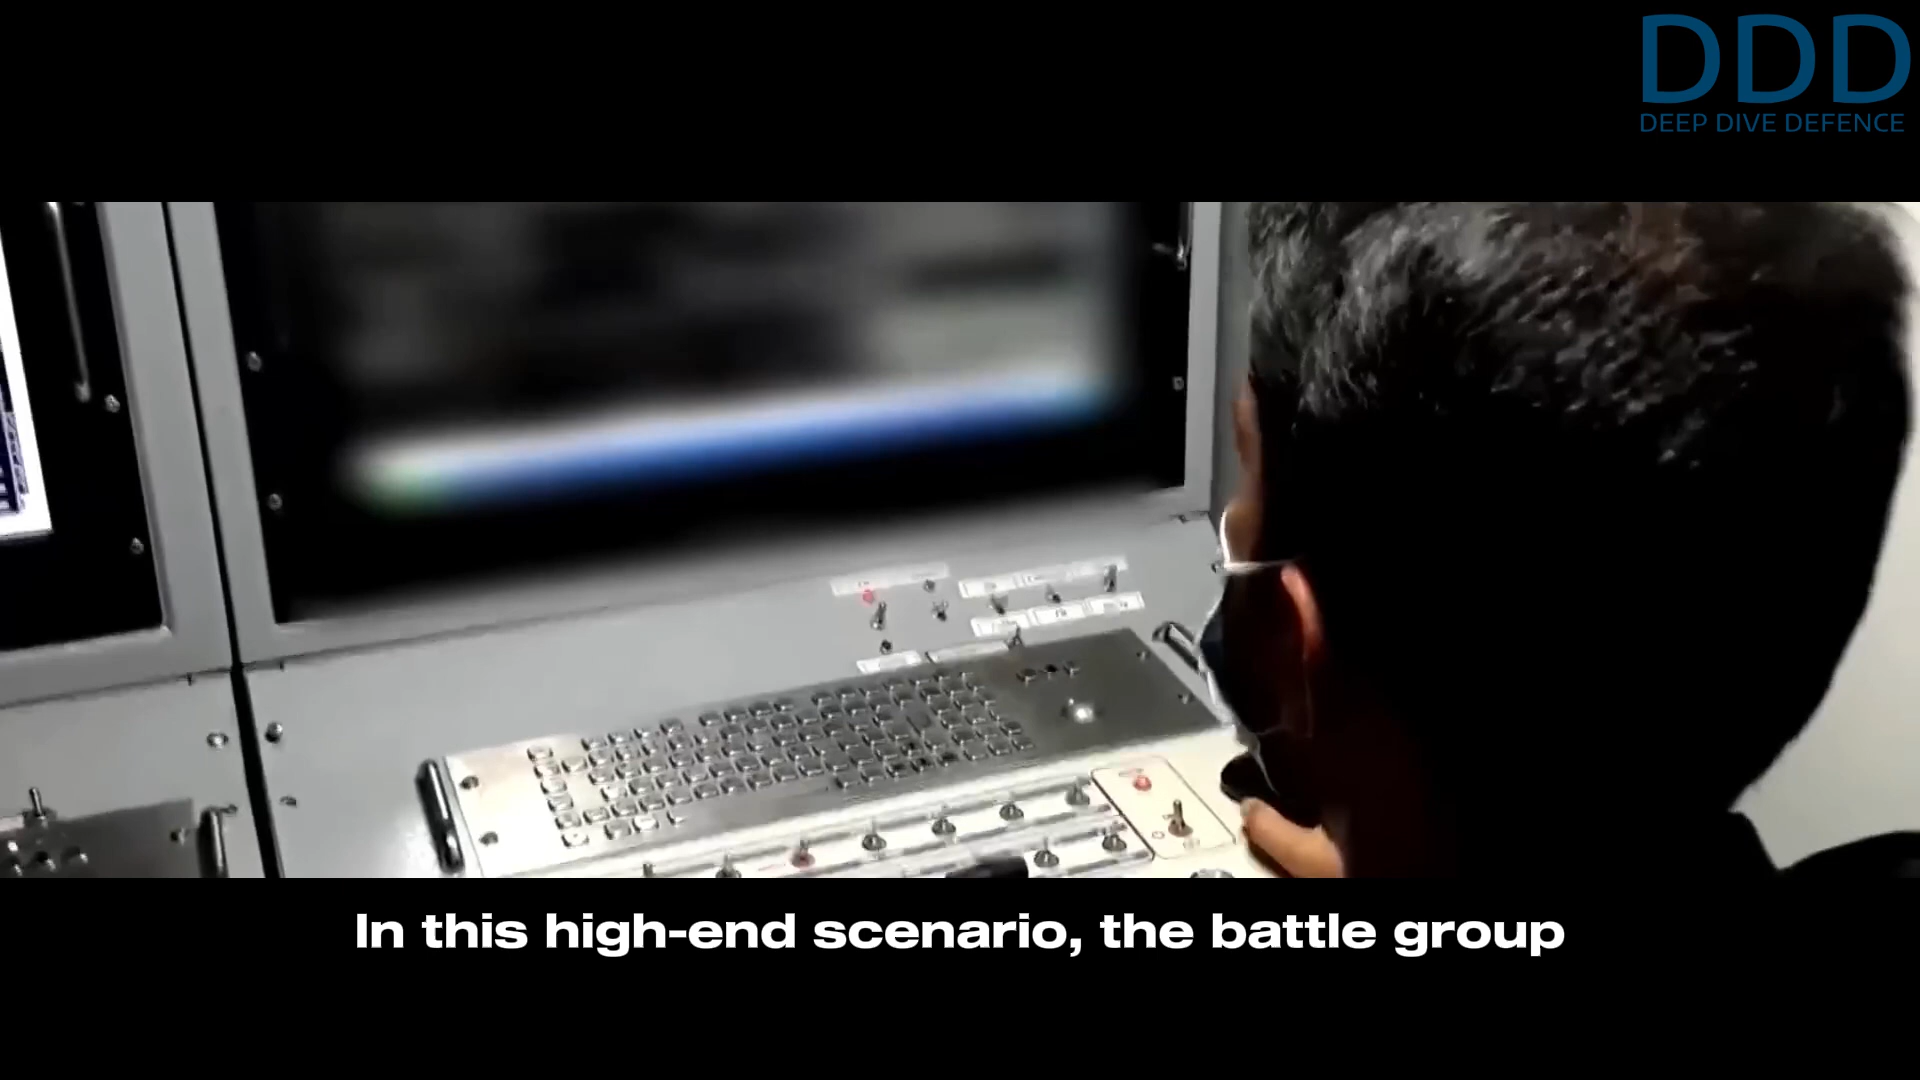 DDD
DEEP DIVE DEFENCE
In this high-end scenario, the battle group